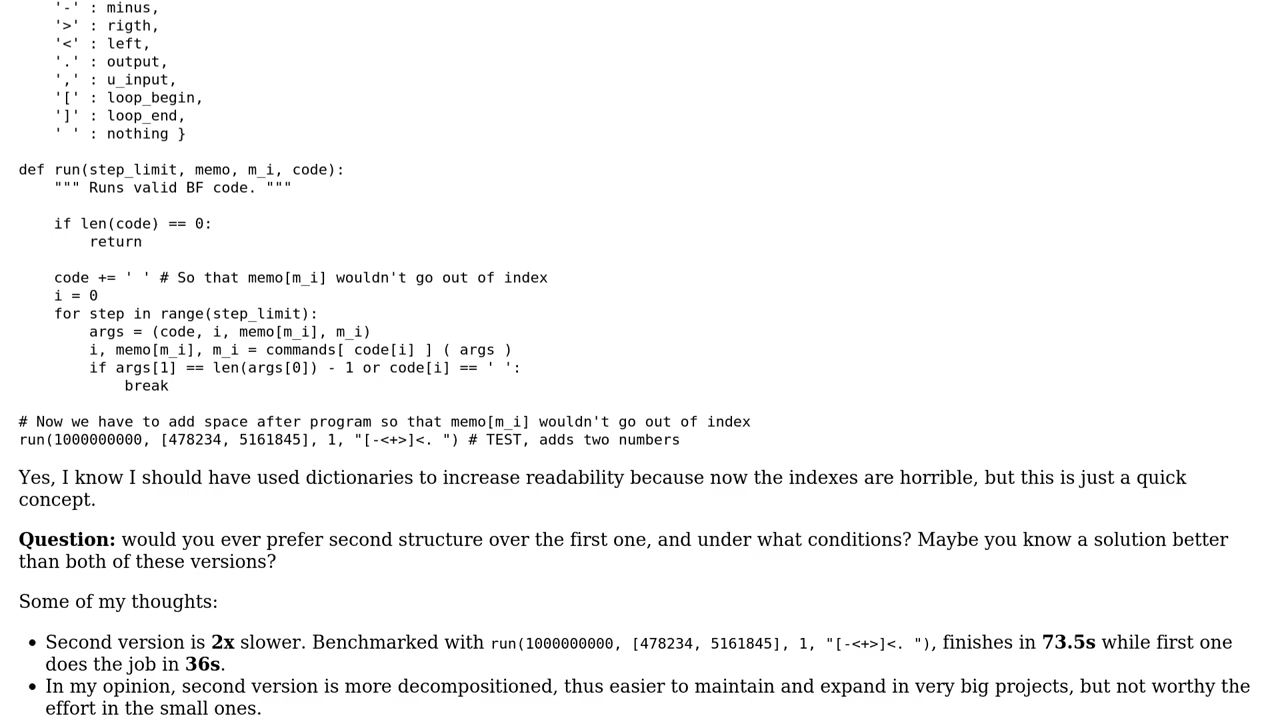 '-' : minus,
    '>' : rigth,
    '<' : left,
    '.' : output,
    ',' : u_input,
    '[' : loop_begin,
    ']' : loop_end,
    ' ' : nothing }

def run(step_limit, memo, m_i, code):
    """ Runs valid BF code. """

    if len(code) == 0:
        return

    code += ' ' # So that memo[m_i] wouldn't go out of index
    i = 0
    for step in range(step_limit):
        args = (code, i, memo[m_i], m_i)
        i, memo[m_i], m_i = commands[ code[i] ] ( args )
        if args[1] == len(args[0]) - 1 or code[i] == ' ':
            break

# Now we have to add space after program so that memo[m_i] wouldn't go out of index
run(1000000000, [478234, 5161845], 1, "[-<+>]<. ") # TEST, adds two numbers

Yes, I know I should have used dictionaries to increase readability because now the indexes are horrible, but this is just a quick
concept.

Question: would you ever prefer second structure over the first one, and under what conditions? Maybe you know a solution better
than both of these versions?

Some of my thoughts:

• Second version is 2x slower. Benchmarked with run(1000000000, [478234, 5161845], 1, "[-<+>]<. "), finishes in 73.5s while first one
does the job in 36s.
• In my opinion, second version is more decompositioned, thus easier to maintain and expand in very big projects, but not worthy the
effort in the small ones.